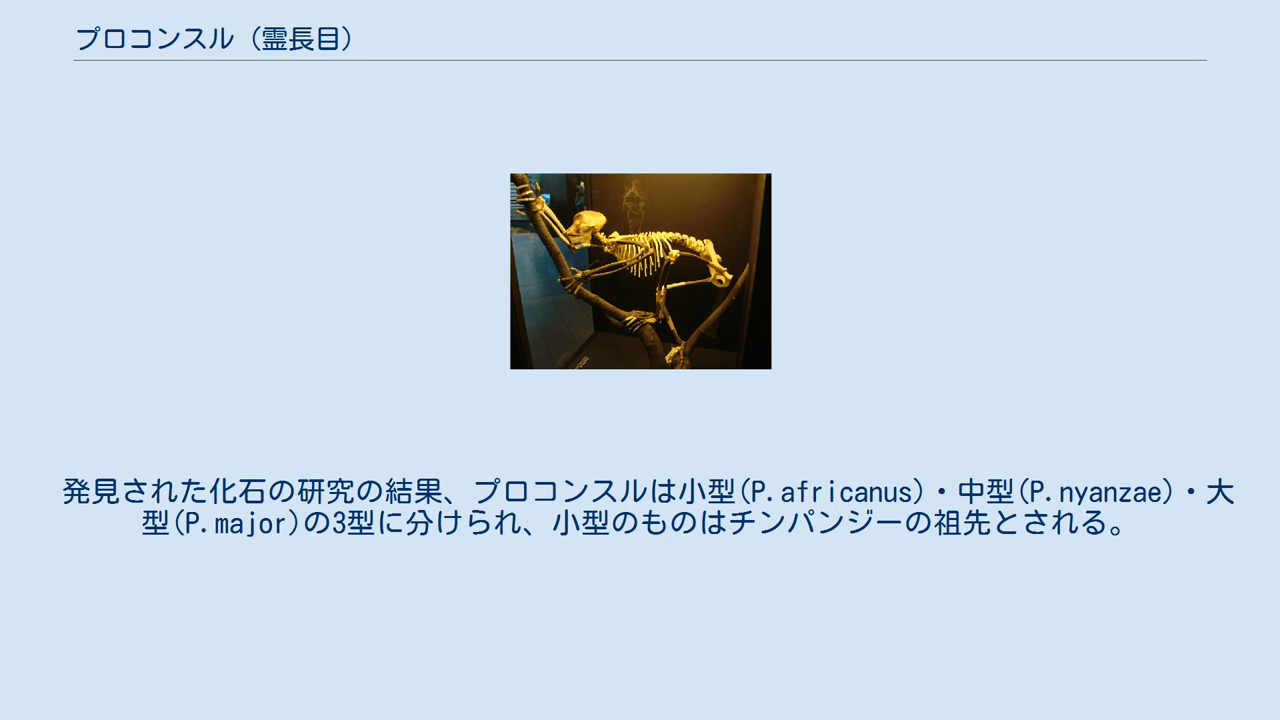 プロコンスル（霊長目）
発見された化石の研究の結果、プロコンスルは小型(P.africanus)・中型(P.nyanzae)・大
型(P.major)の3型に分けられ、小型のものはチンパンジーの祖先とされる。